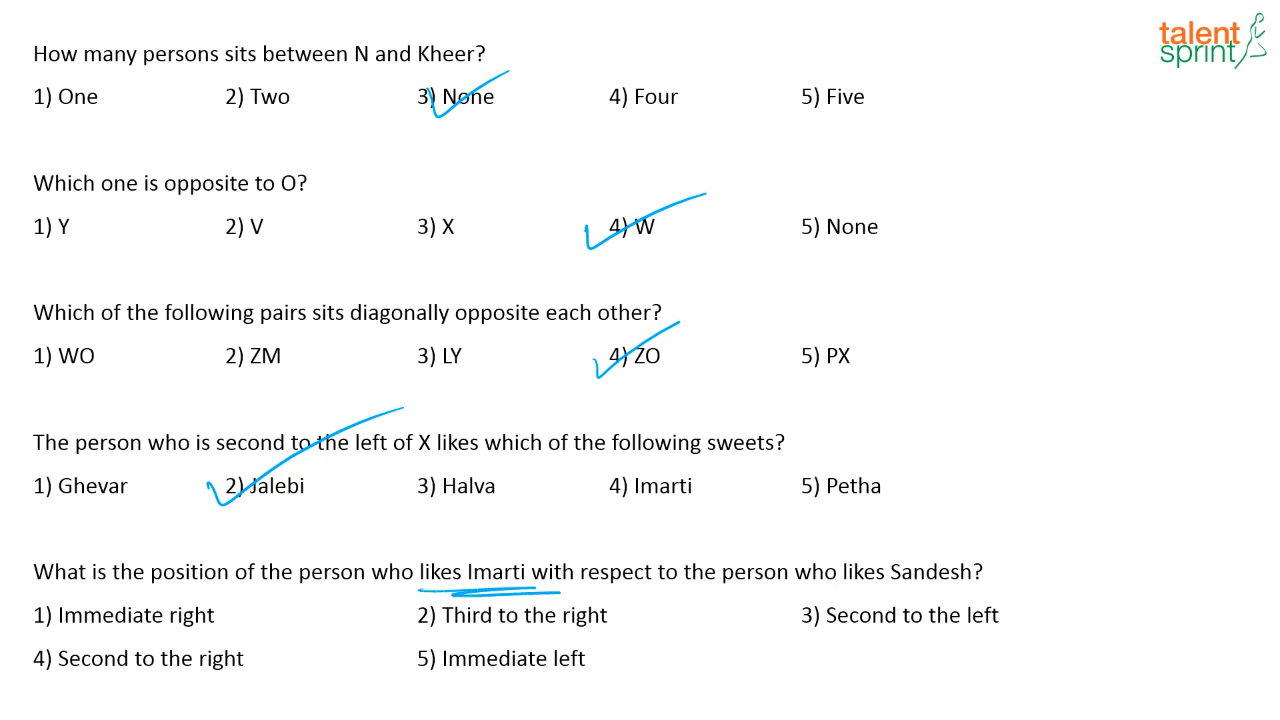 talent
sprint
How many persons sits between N and Kheer?
1) One 2) Two 3) None 4) Four 5) Five
Which one is opposite to O?
1) Y 2) V 3) X 4) W 5) None
Which of the following pairs sits diagonally opposite each other?
1) WO 2) ZM 3) LY 4) ZO 5) PX
The person who is second to the left of X likes which of the following sweets?
1) Ghevar 2) Jalebi 3) Halva 4) Imarti 5) Petha
What is the position of the person who likes Imarti with respect to the person who likes Sandesh?
1) Immediate right 2) Third to the right 3) Second to the left
4) Second to the right 5) Immediate left